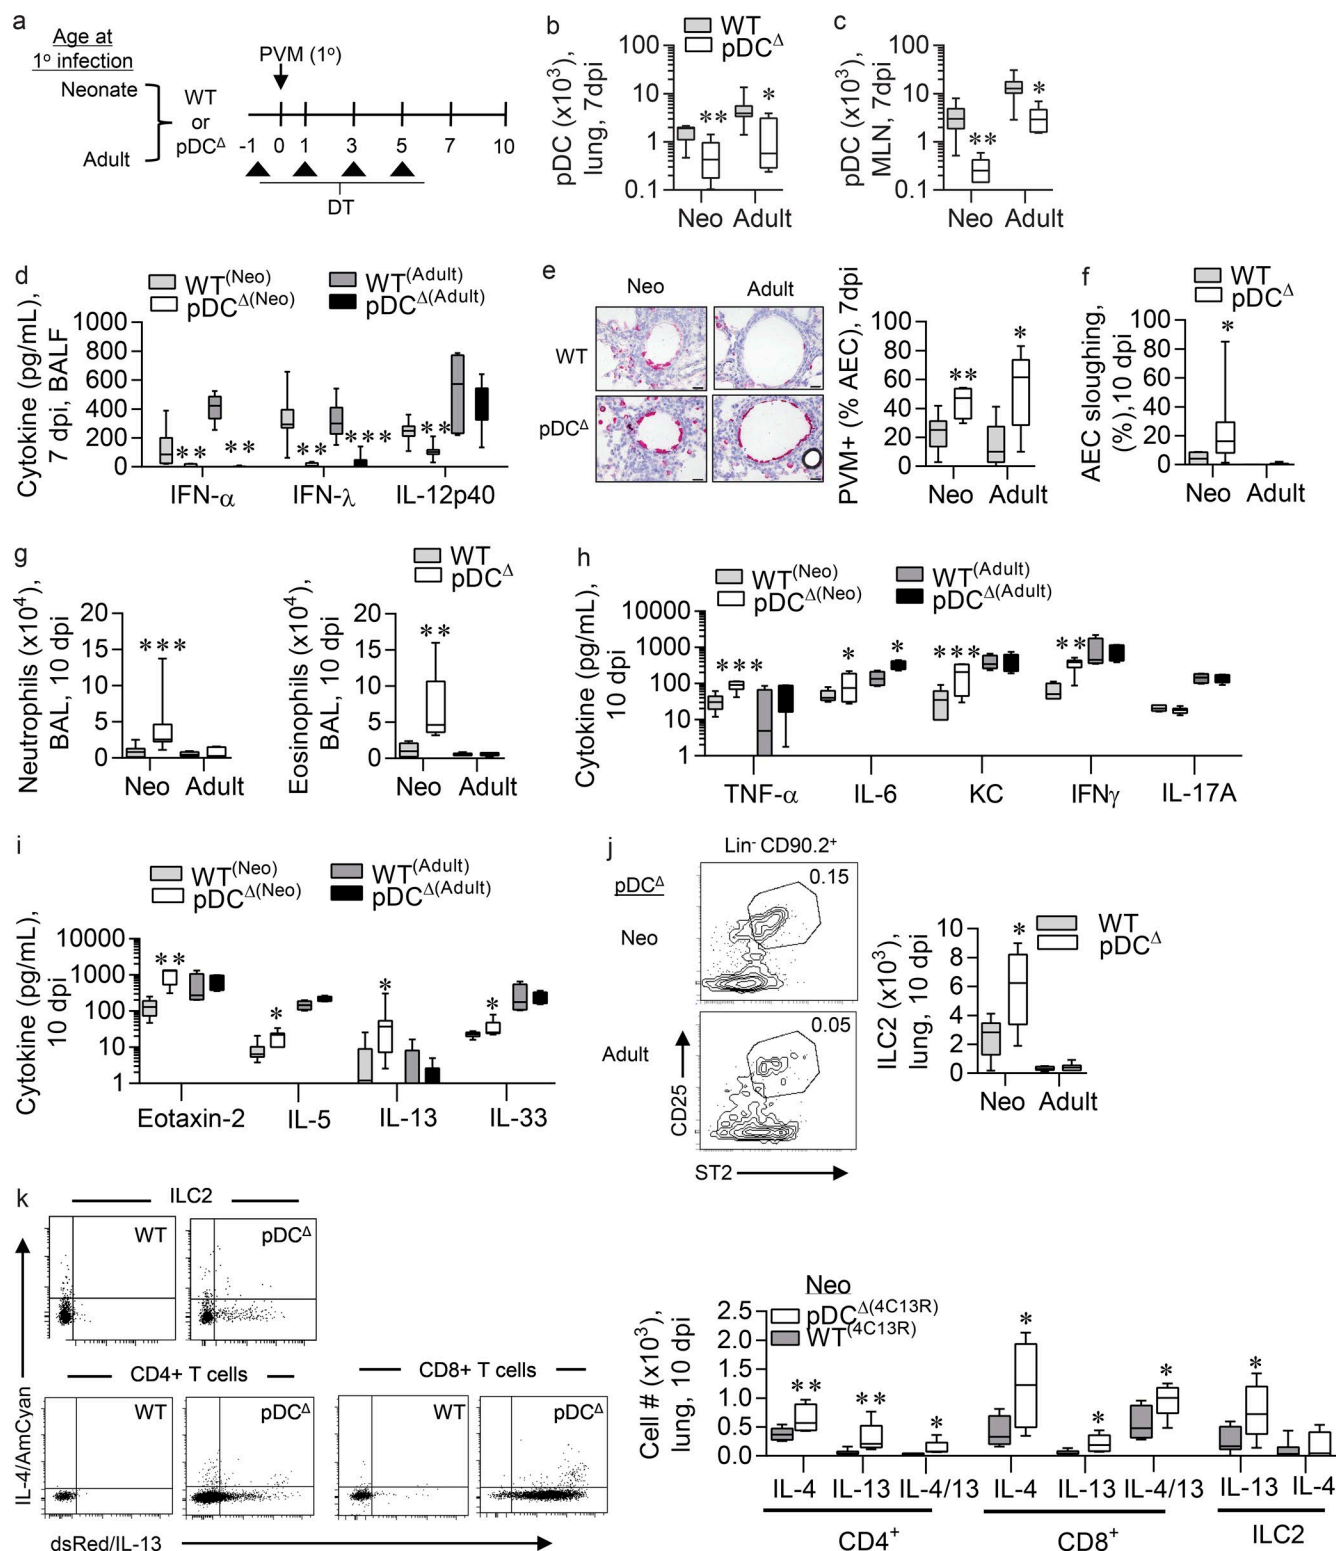 a
Age at
1º infection
Neonate
Adult
WT
or
pDCΔ
PVM (1º)
-1 0 1 3 5 7 10
DT
b
WT
pDCΔ
pDC (x10³),
lung, 7dpi
100
10
1
0.1
** *
Neo Adult
c
pDC (x10³),
MLN, 7dpi
100
10
1
0.1
** *
Neo Adult
d
WT(Neo)
pDCΔ(Neo)
WT(Adult)
pDCΔ(Adult)
Cytokine (pg/mL),
7 dpi, BALF
1000
800
600
400
200
0
** ** ** *** **
IFN-α IFN-λ IL-12p40
e
Neo Adult
WT
pDCΔ
PVM+ (% AEC), 7dpi
100
80
60
40
20
0
** *
Neo Adult
f
WT
pDCΔ
AEC sloughing,
(%),10 dpi
100
80
60
40
20
0
*
Neo Adult
g
WT
pDCΔ
Neutrophils (x10⁴),
BAL, 10 dpi
20
15
10
5
0
***
Neo Adult
Eosinophils (x10⁴),
BAL, 10 dpi
20
15
10
5
0
**
Neo Adult
h
WT(Neo)
pDCΔ(Neo)
WT(Adult)
pDCΔ(Adult)
Cytokine (pg/mL),
10 dpi
10000
1000
100
10
1
*** * * *** **
TNF-α IL-6 KC IFNγ IL-17A
i
WT(Neo)
pDCΔ(Neo)
WT(Adult)
pDCΔ(Adult)
Cytokine (pg/mL),
10 dpi
10000
1000
100
10
1
** * * *
Eotaxin-2 IL-5 IL-13 IL-33
j
Lin⁻ CD90.2⁺
pDCΔ
Neo
0.15
Adult
0.05
CD25
ST2
WT
pDCΔ
ILC2 (x10³),
lung, 10 dpi
10
8
6
4
2
0
*
Neo Adult
k
ILC2
WT pDCΔ
CD4+ T cells CD8+ T cells
WT pDCΔ WT pDCΔ
IL-4/AmCyan
dsRed/IL-13
Neo
pDCΔ(4C13R)
WT(4C13R)
Cell # (x10³),
lung, 10 dpi
2.5
2.0
1.5
1.0
0.5
0.0
** ** * * * * *
IL-4 IL-13 IL-4/13 IL-4 IL-13 IL-4/13 IL-13 IL-4
CD4⁺ CD8⁺ ILC2